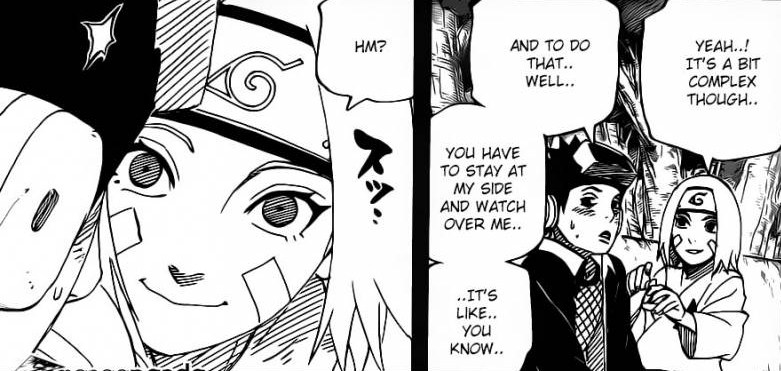 YEAH..!
IT'S A BIT
COMPLEX
THOUGH..
AND TO DO
THAT..
WELL..
YOU HAVE
TO STAY AT
MY SIDE
AND WATCH
OVER ME..
..IT'S
LIKE..
YOU
KNOW..
HM?
スッ…